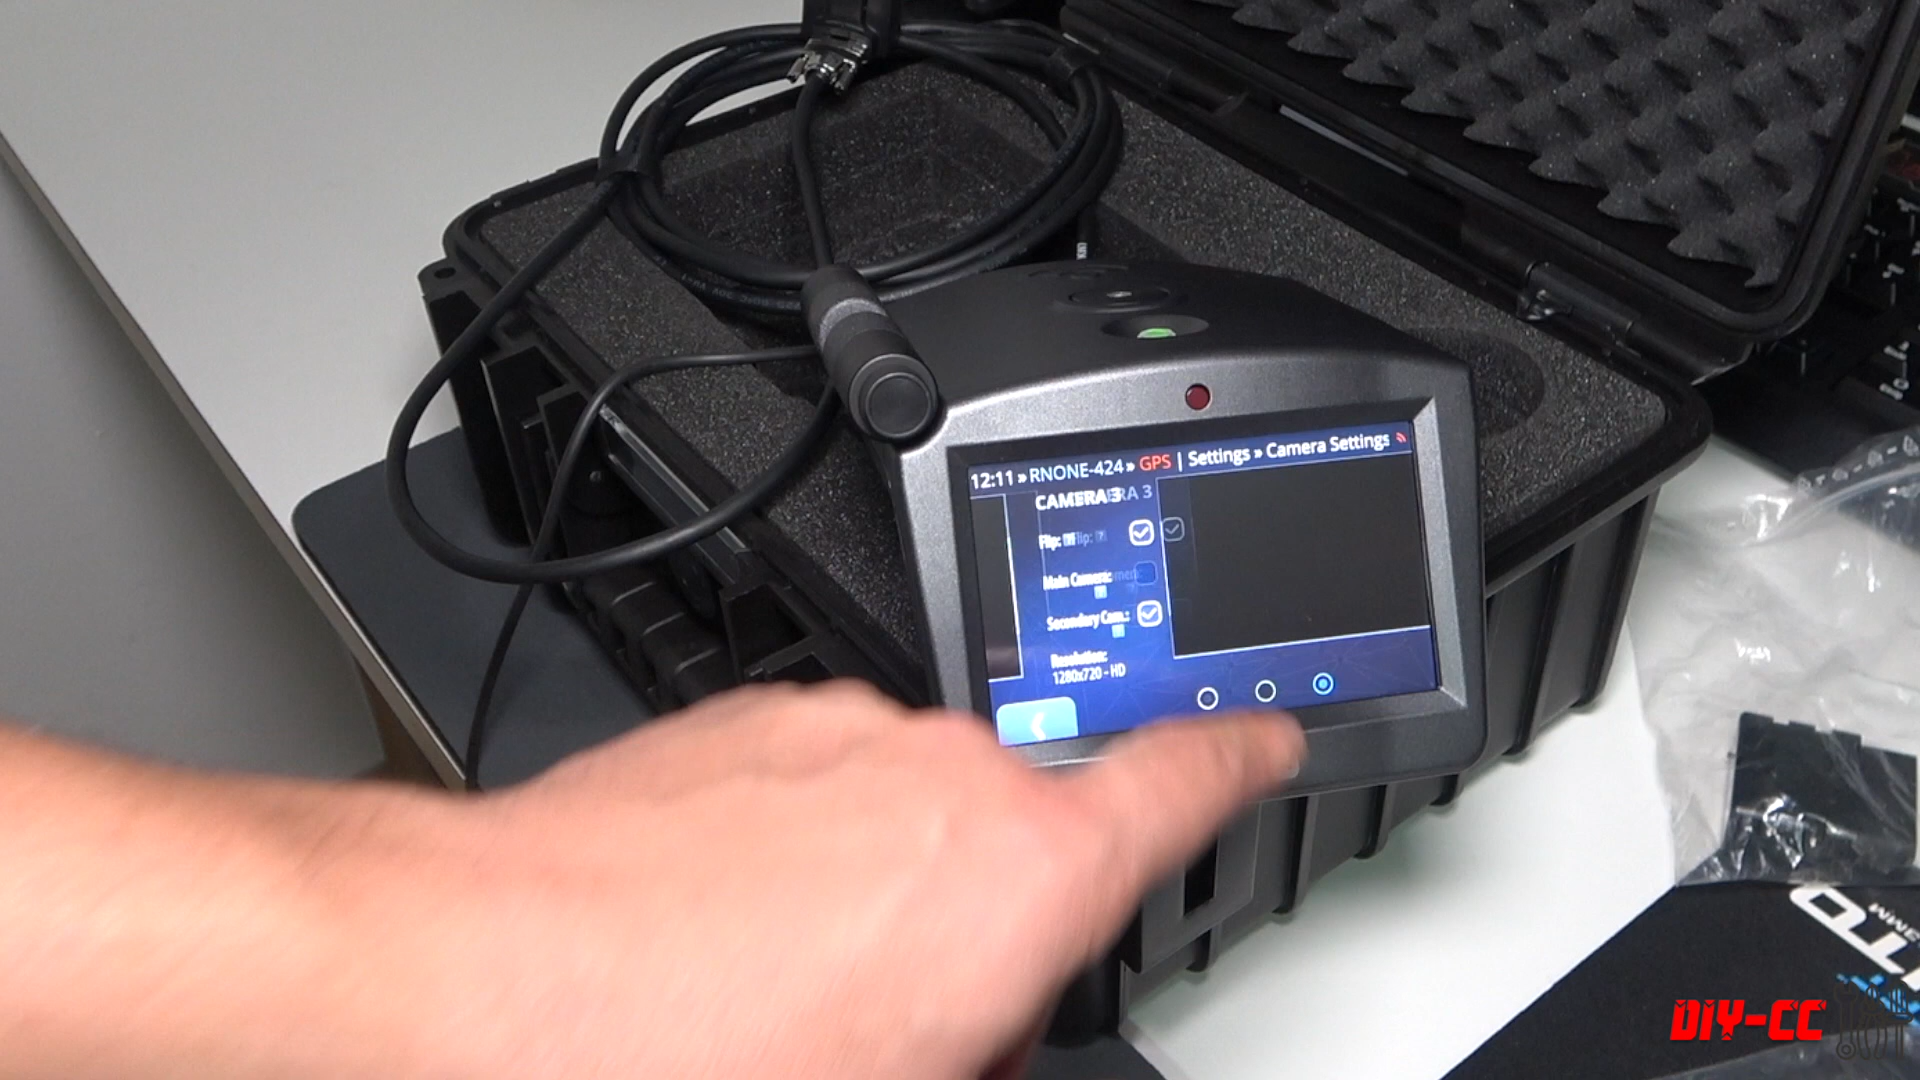 12:11 » RNONE-424 » GPS | Settings » Camera Settings
CAMERA 3
Flip:
Main Camera:
Secondary Cam.:
Resolution:
1280x720 - HD
DIY-CC